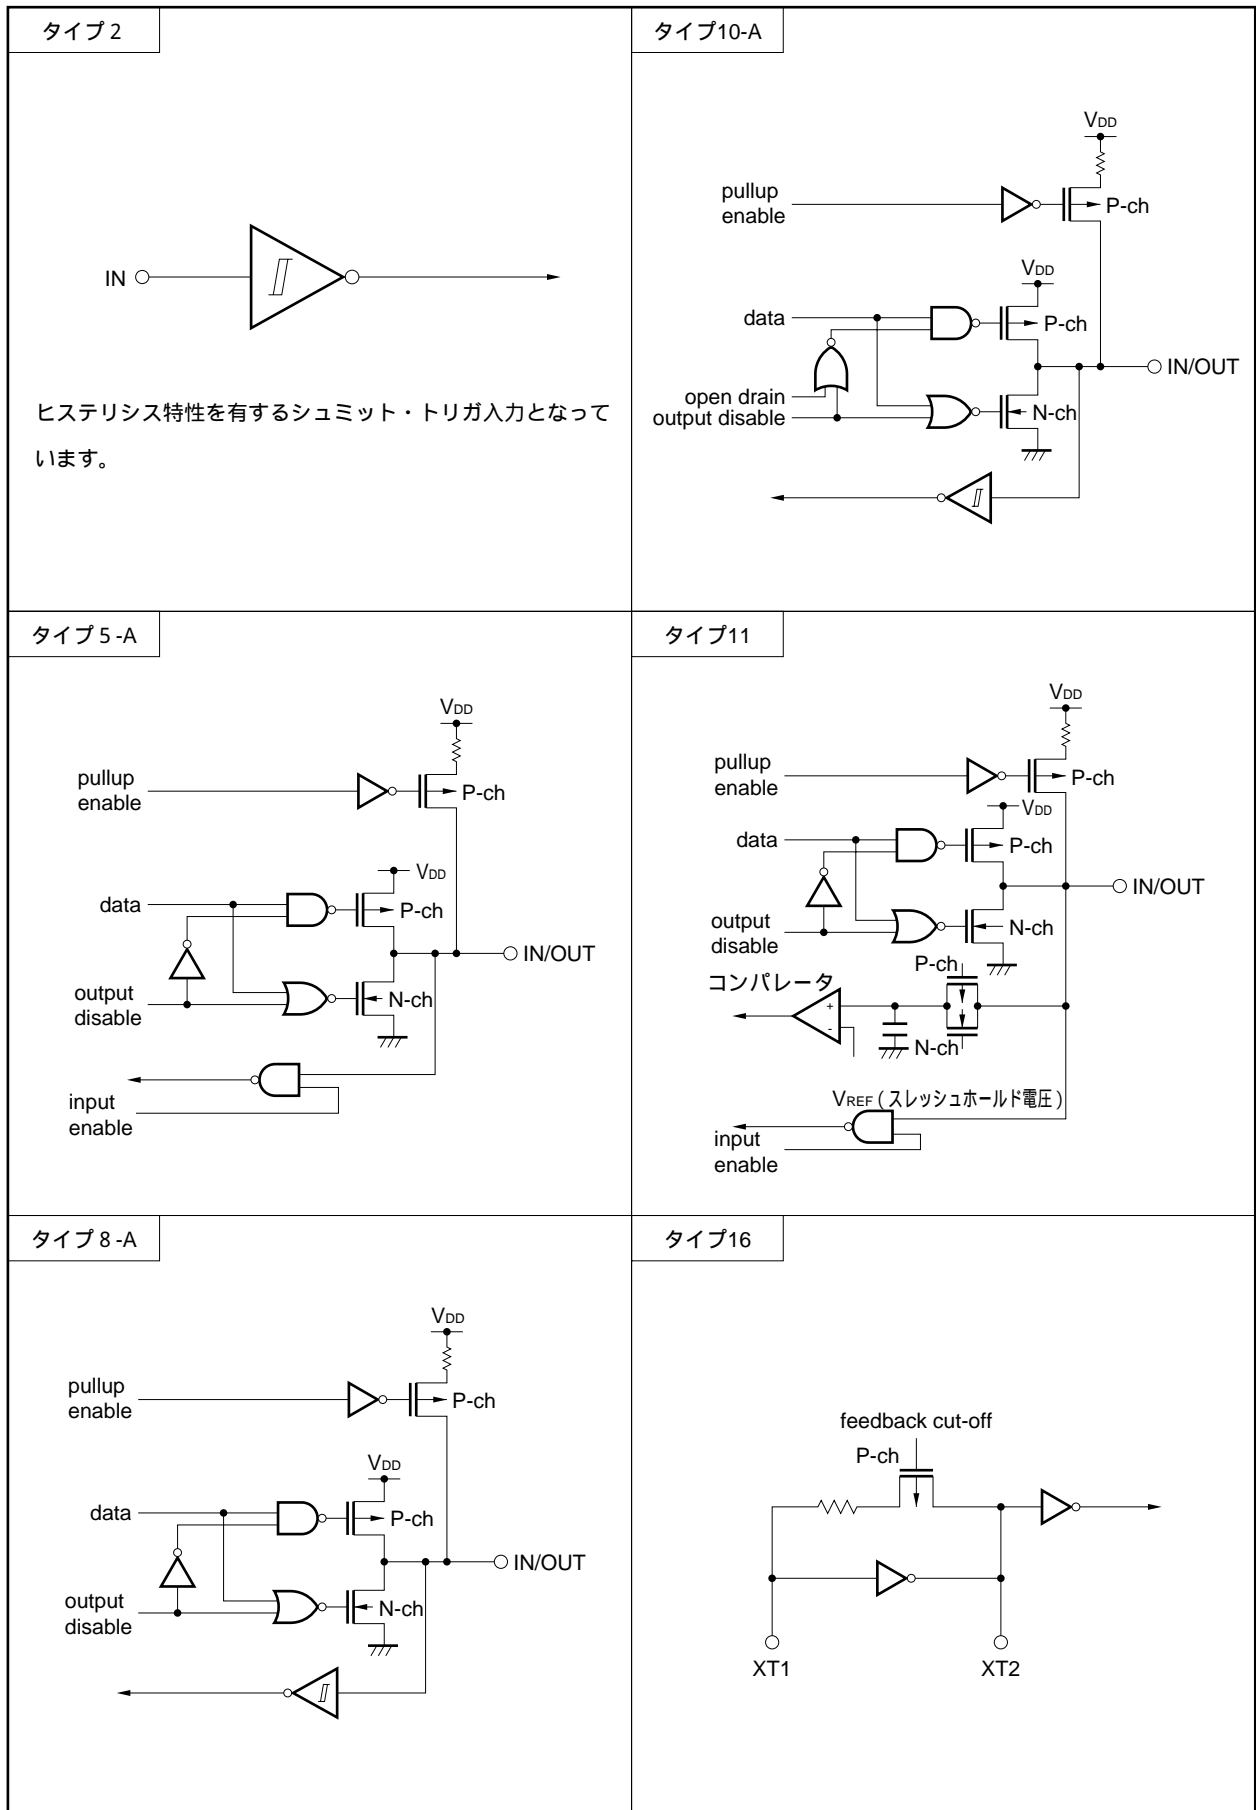 タイプ 2
IN
ヒステリシス特性を有するシュミット・トリガ入力となって
います。
タイプ10-A
VDD
pullup
enable
P-ch
VDD
data
P-ch
open drain
output disable
IN/OUT
N-ch
タイプ 5 -A
VDD
pullup
enable
P-ch
VDD
data
P-ch
IN/OUT
output
disable
N-ch
input
enable
タイプ11
VDD
pullup
enable
P-ch
VDD
data
P-ch
IN/OUT
output
disable
N-ch
P-ch
コンパレータ
+
-
N-ch
VREF（スレッシュホールド電圧）
input
enable
タイプ 8 -A
VDD
pullup
enable
P-ch
VDD
data
P-ch
IN/OUT
output
disable
N-ch
タイプ16
feedback cut-off
P-ch
XT1
XT2